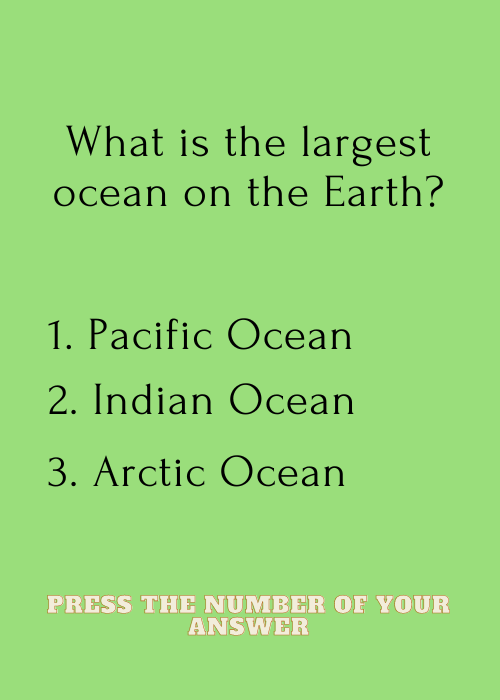 What is the largest
ocean on the Earth?
1. Pacific Ocean
2. Indian Ocean
3. Arctic Ocean
PRESS THE NUMBER OF YOUR
ANSWER